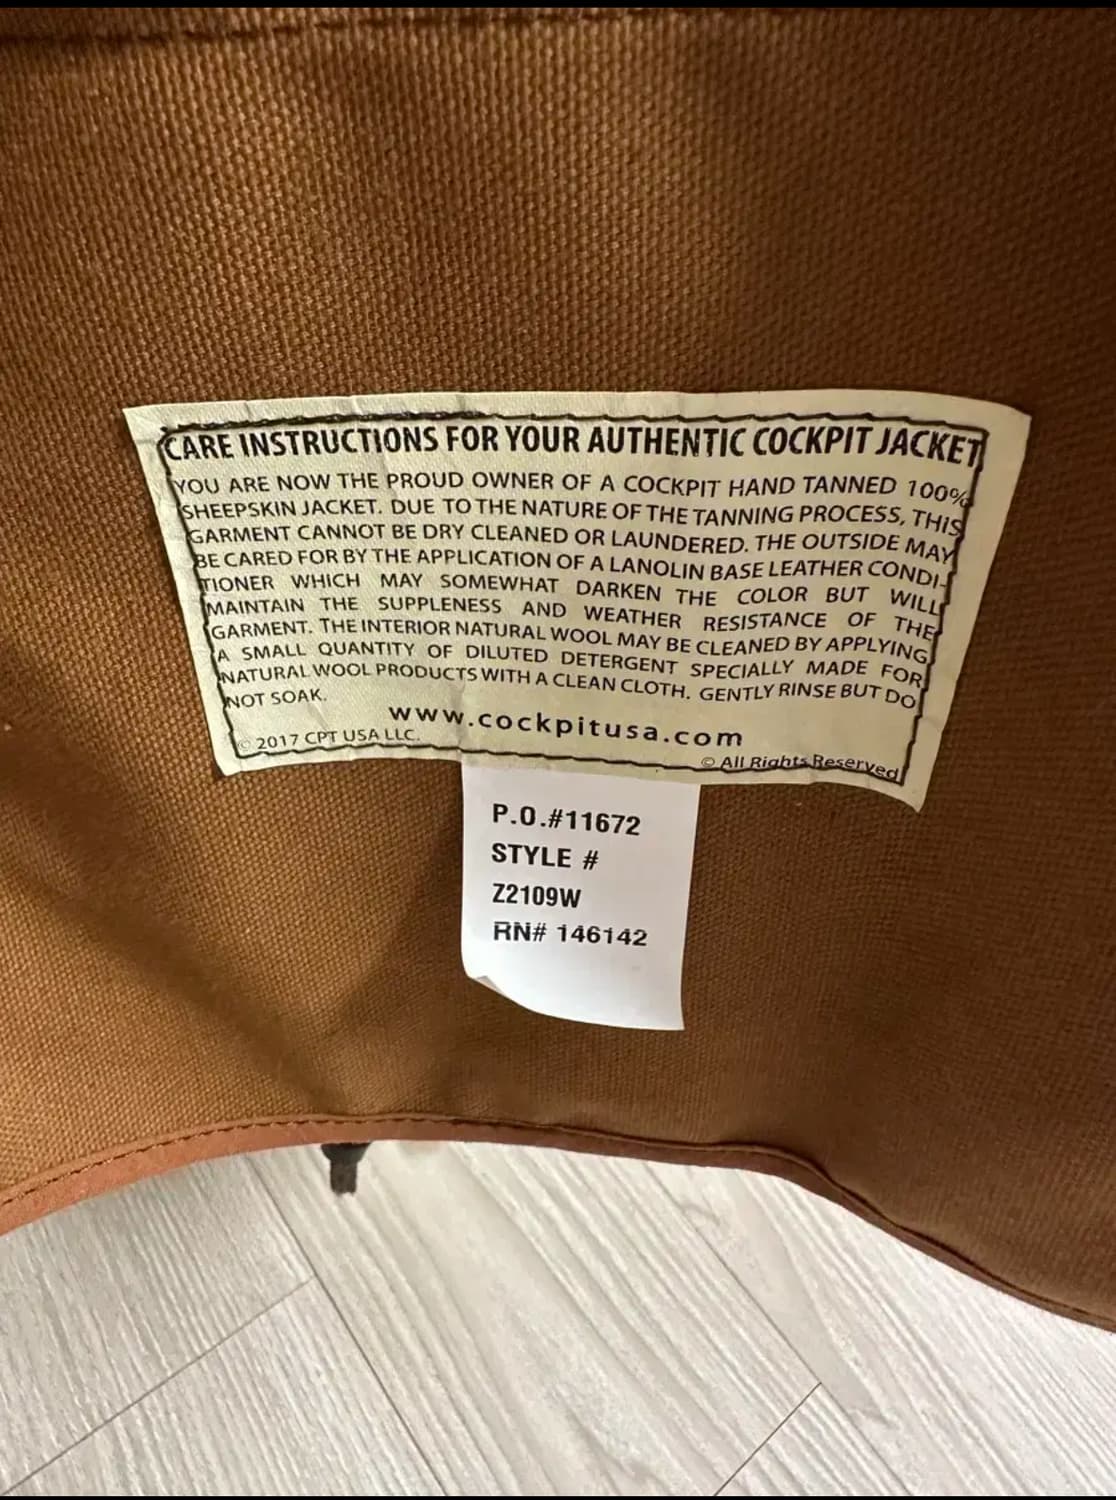 CARE INSTRUCTIONS FOR YOUR AUTHENTIC COCKPIT JACKET
YOU ARE NOW THE PROUD OWNER OF A COCKPIT HAND TANNED 100%
SHEEPSKIN JACKET. DUE TO THE NATURE OF THE TANNING PROCESS, THIS
GARMENT CANNOT BE DRY CLEANED OR LAUNDERED. THE OUTSIDE MAY
BE CARED FOR BY THE APPLICATION OF A LANOLIN BASE LEATHER CONDI-
TIONER WHICH MAY SOMEWHAT DARKEN THE COLOR BUT WILL
MAINTAIN THE SUPPLENESS AND WEATHER RESISTANCE OF THE
GARMENT. THE INTERIOR NATURAL WOOL MAY BE CLEANED BY APPLYING
A SMALL QUANTITY OF DILUTED DETERGENT SPECIALLY MADE FOR
NATURAL WOOL PRODUCTS WITH A CLEAN CLOTH. GENTLY RINSE BUT DO
NOT SOAK.
www.cockpitusa.com
© 2017 CPT USA LLC.
© All Rights Reserved
P.O.#11672
STYLE #
Z2109W
RN# 146142